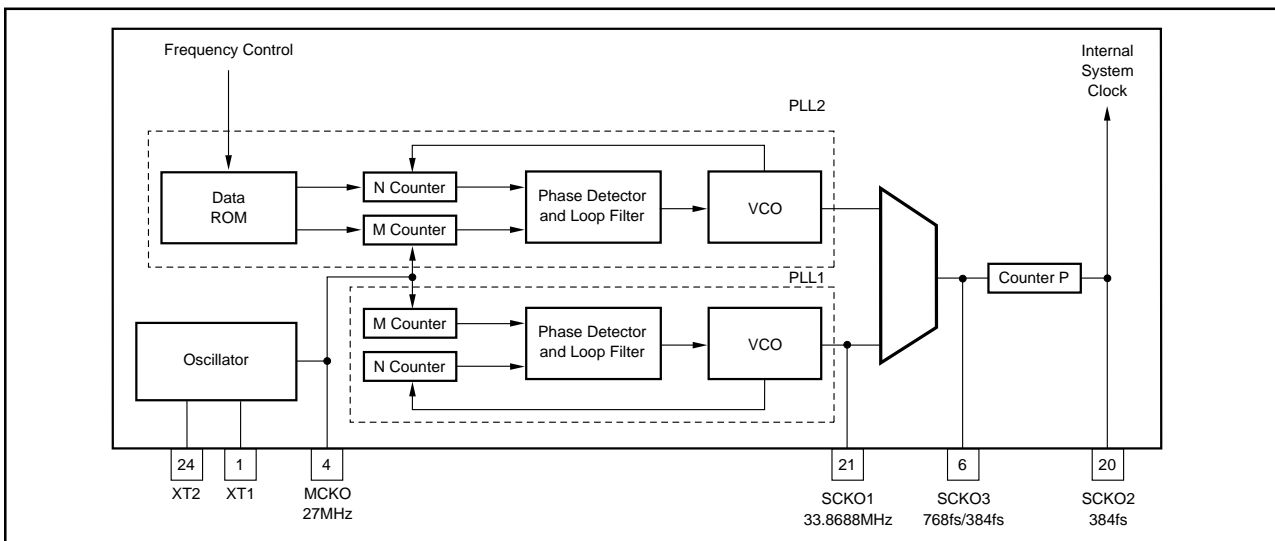 Frequency Control
Internal
System
Clock
PLL2
Data
ROM
N Counter
M Counter
Phase Detector
and Loop Filter
VCO
Counter P
PLL1
Oscillator
M Counter
N Counter
Phase Detector
and Loop Filter
VCO
24
XT2
1
XT1
4
MCKO
27MHz
21
SCKO1
33.8688MHz
6
SCKO3
768fs/384fs
20
SCKO2
384fs